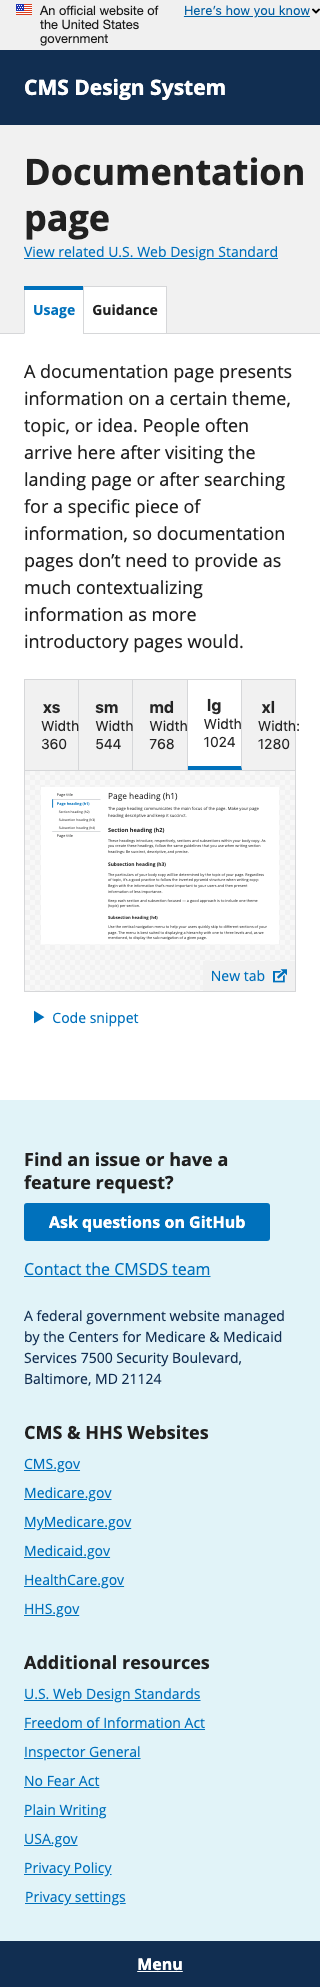 An official website of
the United States
government
Here's how you know
CMS Design System
Documentation
page
View related U.S. Web Design Standard
Usage
Guidance
A documentation page presents
information on a certain theme,
topic, or idea. People often
arrive here after visiting the
landing page or after searching
for a specific piece of
information, so documentation
pages don't need to provide as
much contextualizing
information as more
introductory pages would.
xs
Width
360
sm
Width
544
md
Width
768
lg
Width
1024
xl
Width:
1280
Page title
Page heading (h1)
Section heading (h2)
Subsection heading (h3)
Subsection heading (h4)
Page title
Page heading (h1)
The page heading communicates the main focus of the page. Make your page
heading descriptive and keep it succinct.
Section heading (h2)
These headings introduce, respectively, sections and subsections within your body copy. As
you create these headings, follow the same guidelines that you use when writing section
headings: Be succinct, descriptive, and precise.
Subsection heading (h3)
The particulars of your body copy will be determined by the topic of your page. Regardless
of topic, it's a good practice to follow the inverted pyramid structure when writing copy:
Begin with the information that's most important to your users and then present
information of less importance.
Keep each section and subsection focused — a good approach is to include one theme
(topic) per section.
Subsection heading (h4)
Use the vertical navigation menu to help your users quickly skip to different sections of your
page. The menu is best suited to displaying a hierarchy with one to three levels and, as we
mentioned, to display the sub-navigation of a given page.
New tab
Code snippet
Find an issue or have a
feature request?
Ask questions on GitHub
Contact the CMSDS team
A federal government website managed
by the Centers for Medicare & Medicaid
Services 7500 Security Boulevard,
Baltimore, MD 21124
CMS & HHS Websites
CMS.gov
Medicare.gov
MyMedicare.gov
Medicaid.gov
HealthCare.gov
HHS.gov
Additional resources
U.S. Web Design Standards
Freedom of Information Act
Inspector General
No Fear Act
Plain Writing
USA.gov
Privacy Policy
Privacy settings
Menu